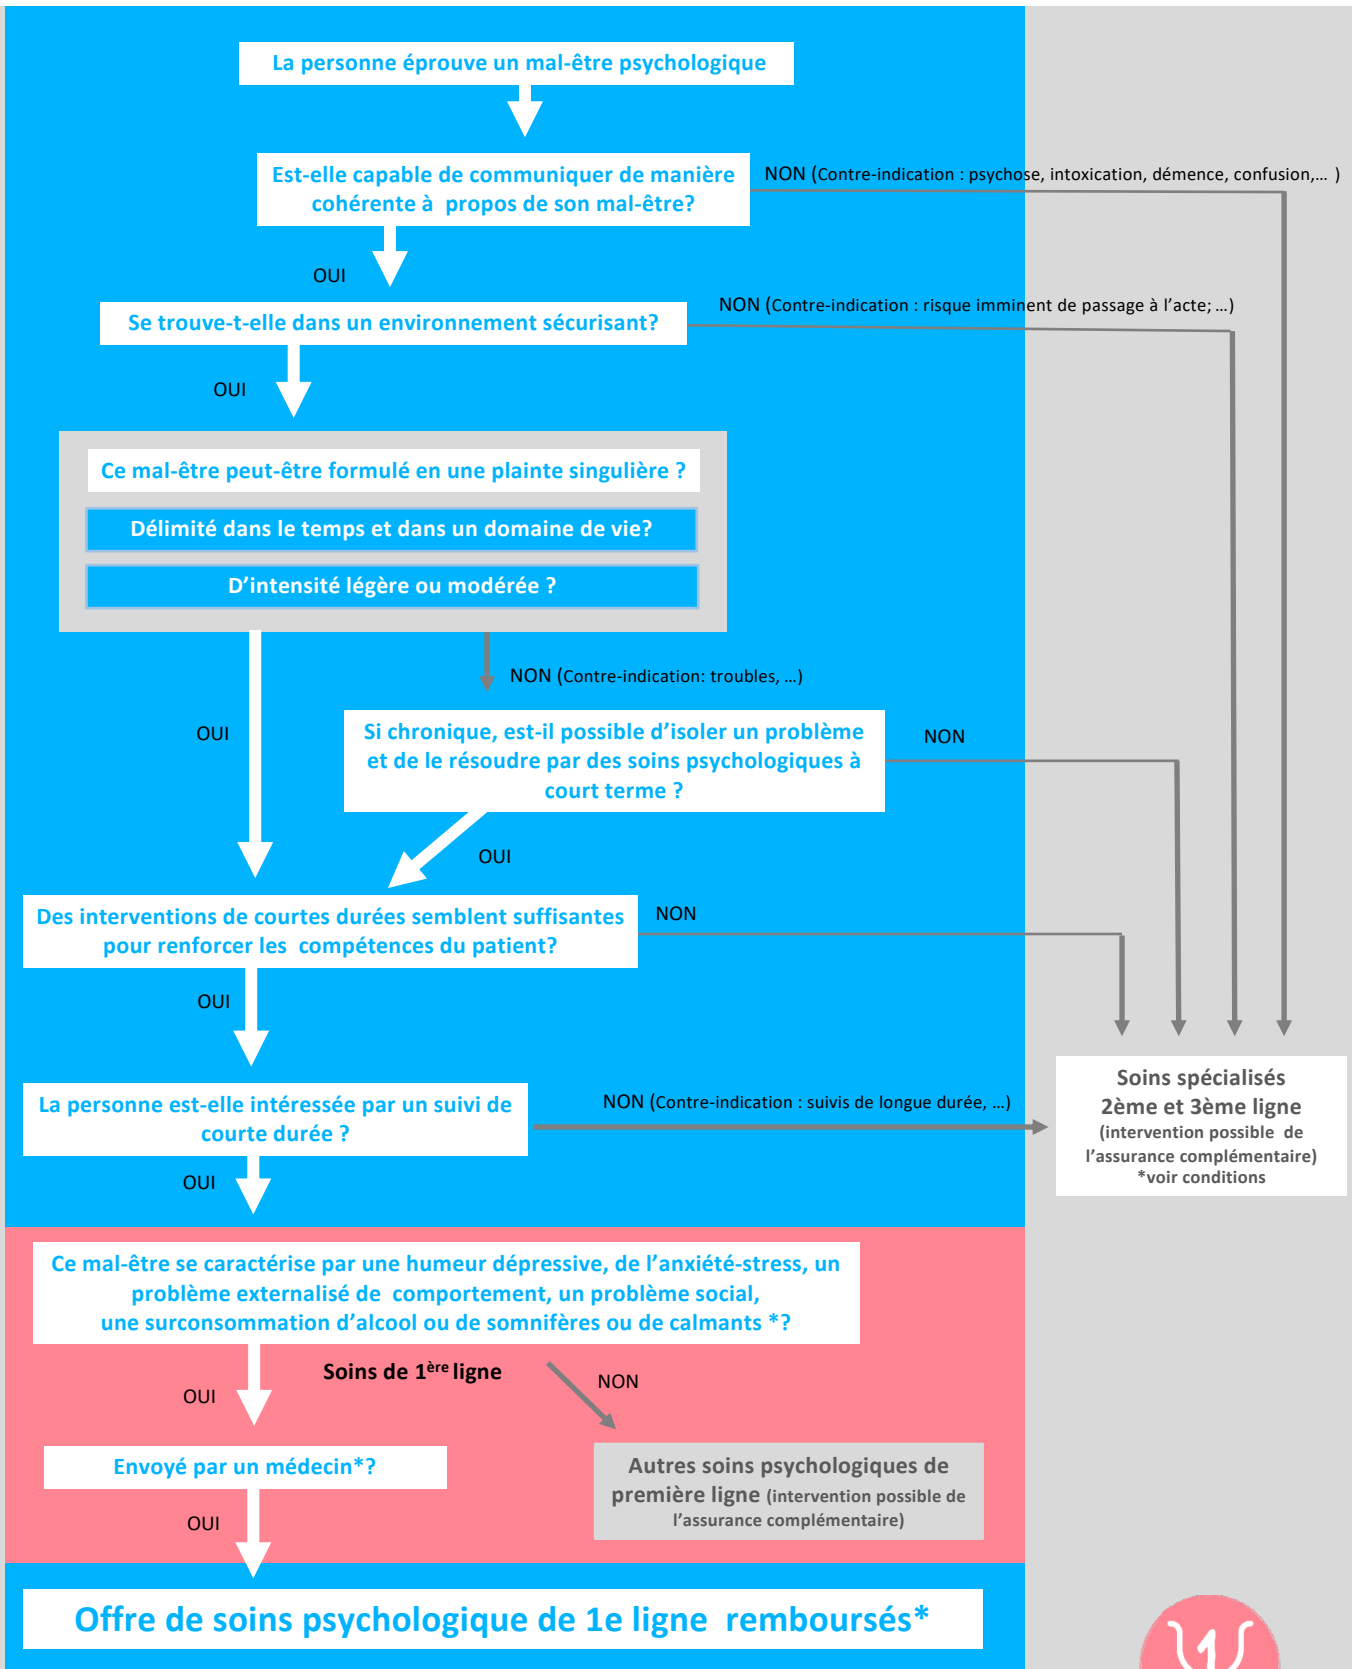 La personne éprouve un mal-être psychologique
Est-elle capable de communiquer de manière
cohérente à propos de son mal-être?
NON (Contre-indication : psychose, intoxication, démence, confusion,… )
OUI
Se trouve-t-elle dans un environnement sécurisant?
NON (Contre-indication : risque imminent de passage à l’acte; …)
OUI
Ce mal-être peut-être formulé en une plainte singulière ?
Délimité dans le temps et dans un domaine de vie?
D’intensité légère ou modérée ?
NON (Contre-indication: troubles, …)
OUI
Si chronique, est-il possible d’isoler un problème
et de le résoudre par des soins psychologiques à
court terme ?
NON
OUI
Des interventions de courtes durées semblent suffisantes
pour renforcer les compétences du patient?
NON
OUI
La personne est-elle intéressée par un suivi de
courte durée ?
NON (Contre-indication : suivis de longue durée, …)
Soins spécialisés
2ème et 3ème ligne
(intervention possible de
l’assurance complémentaire)
*voir conditions
OUI
Ce mal-être se caractérise par une humeur dépressive, de l’anxiété-stress, un
problème externalisé de comportement, un problème social,
une surconsommation d’alcool ou de somnifères ou de calmants *?
Soins de 1ère ligne
NON
OUI
Envoyé par un médecin*?
Autres soins psychologiques de
première ligne (intervention possible de
l’assurance complémentaire)
OUI
Offre de soins psychologique de 1e ligne remboursés*
1